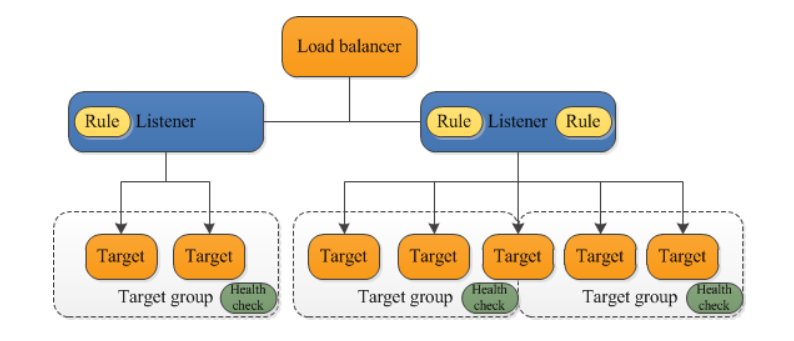 Load balancer
Rule Listener
Rule Listener Rule
Target Target Target Target Target Target Target
Target group Health
check
Target group Health
check
Target group Health
check